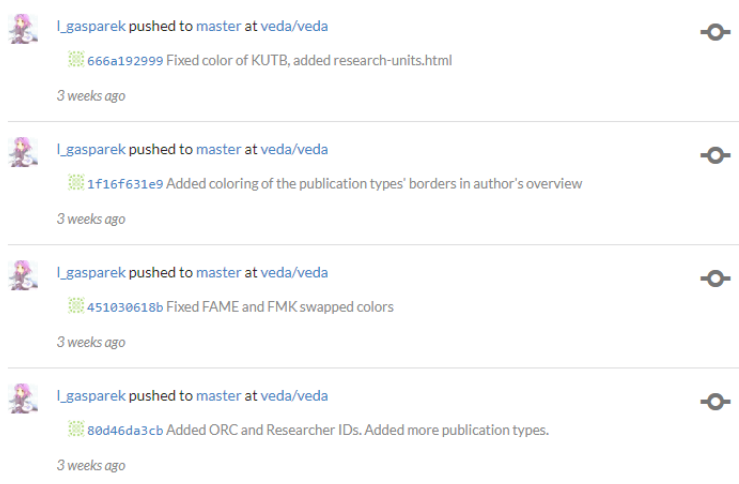 l_gasparek pushed to master at veda/veda
666a192999 Fixed color of KUTB, added research-units.html
3 weeks ago
l_gasparek pushed to master at veda/veda
1f16f631e9 Added coloring of the publication types' borders in author's overview
3 weeks ago
l_gasparek pushed to master at veda/veda
451030618b Fixed FAME and FMK swapped colors
3 weeks ago
l_gasparek pushed to master at veda/veda
80d46da3cb Added ORC and Researcher IDs. Added more publication types.
3 weeks ago